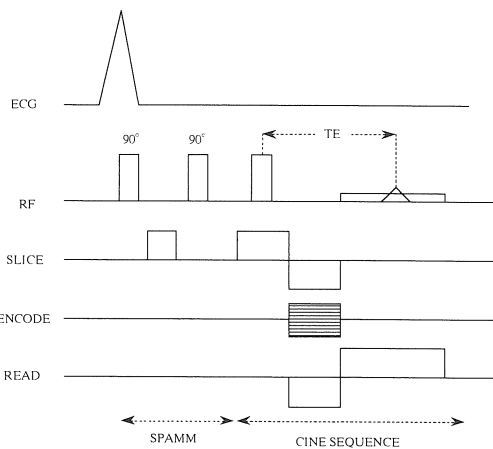 ECG
90°
90°
TE
RF
SLICE
ENCODE
READ
SPAMM
CINE SEQUENCE